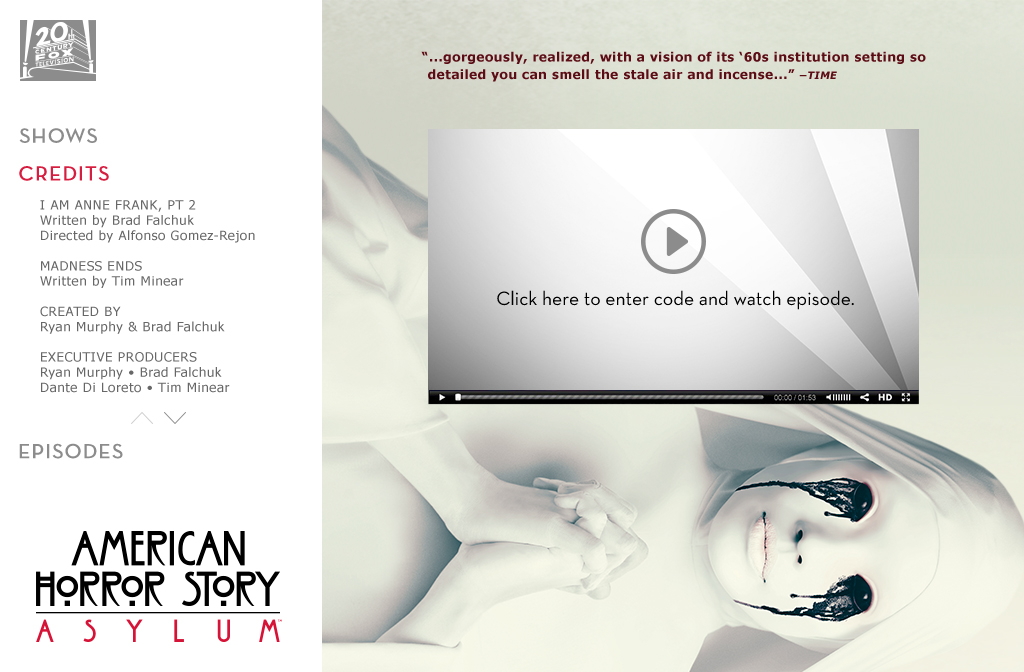 20th
CENTURY
FOX
TELEVISION
SHOWS
CREDITS
I AM ANNE FRANK, PT 2
Written by Brad Falchuk
Directed by Alfonso Gomez-Rejon
MADNESS ENDS
Written by Tim Minear
CREATED BY
Ryan Murphy & Brad Falchuk
EXECUTIVE PRODUCERS
Ryan Murphy • Brad Falchuk
Dante Di Loreto • Tim Minear
EPISODES
AMERICAN
HORROR STORY
ASYLUM™
“...gorgeously, realized, with a vision of its ‘60s institution setting so
detailed you can smell the stale air and incense...” –TIME
Click here to enter code and watch episode.
00:00 / 01:53 HD